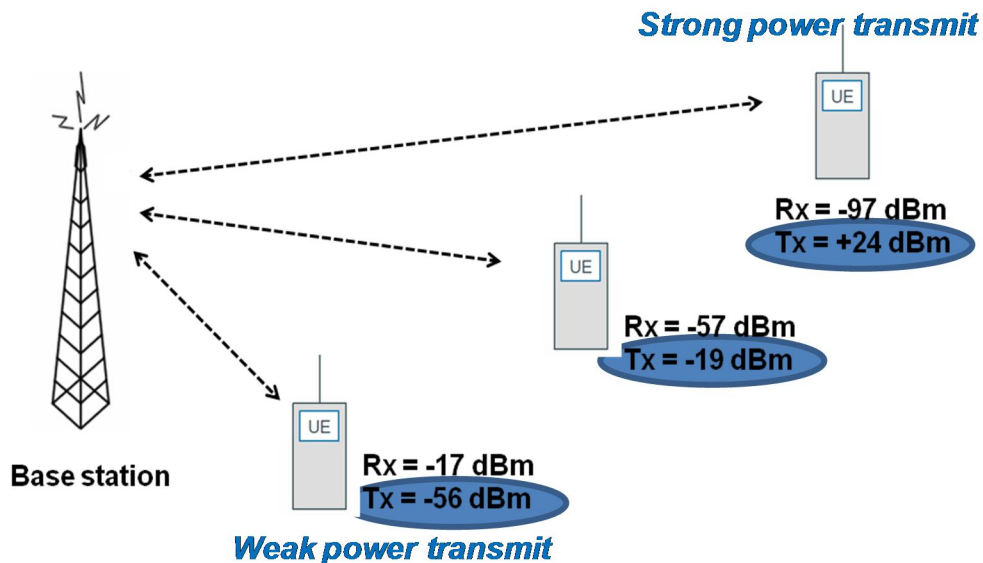 Strong power transmit
UE
Rx = -97 dBm
Tx = +24 dBm
UE
Rx = -57 dBm
Tx = -19 dBm
UE
Rx = -17 dBm
Tx = -56 dBm
Base station
Weak power transmit